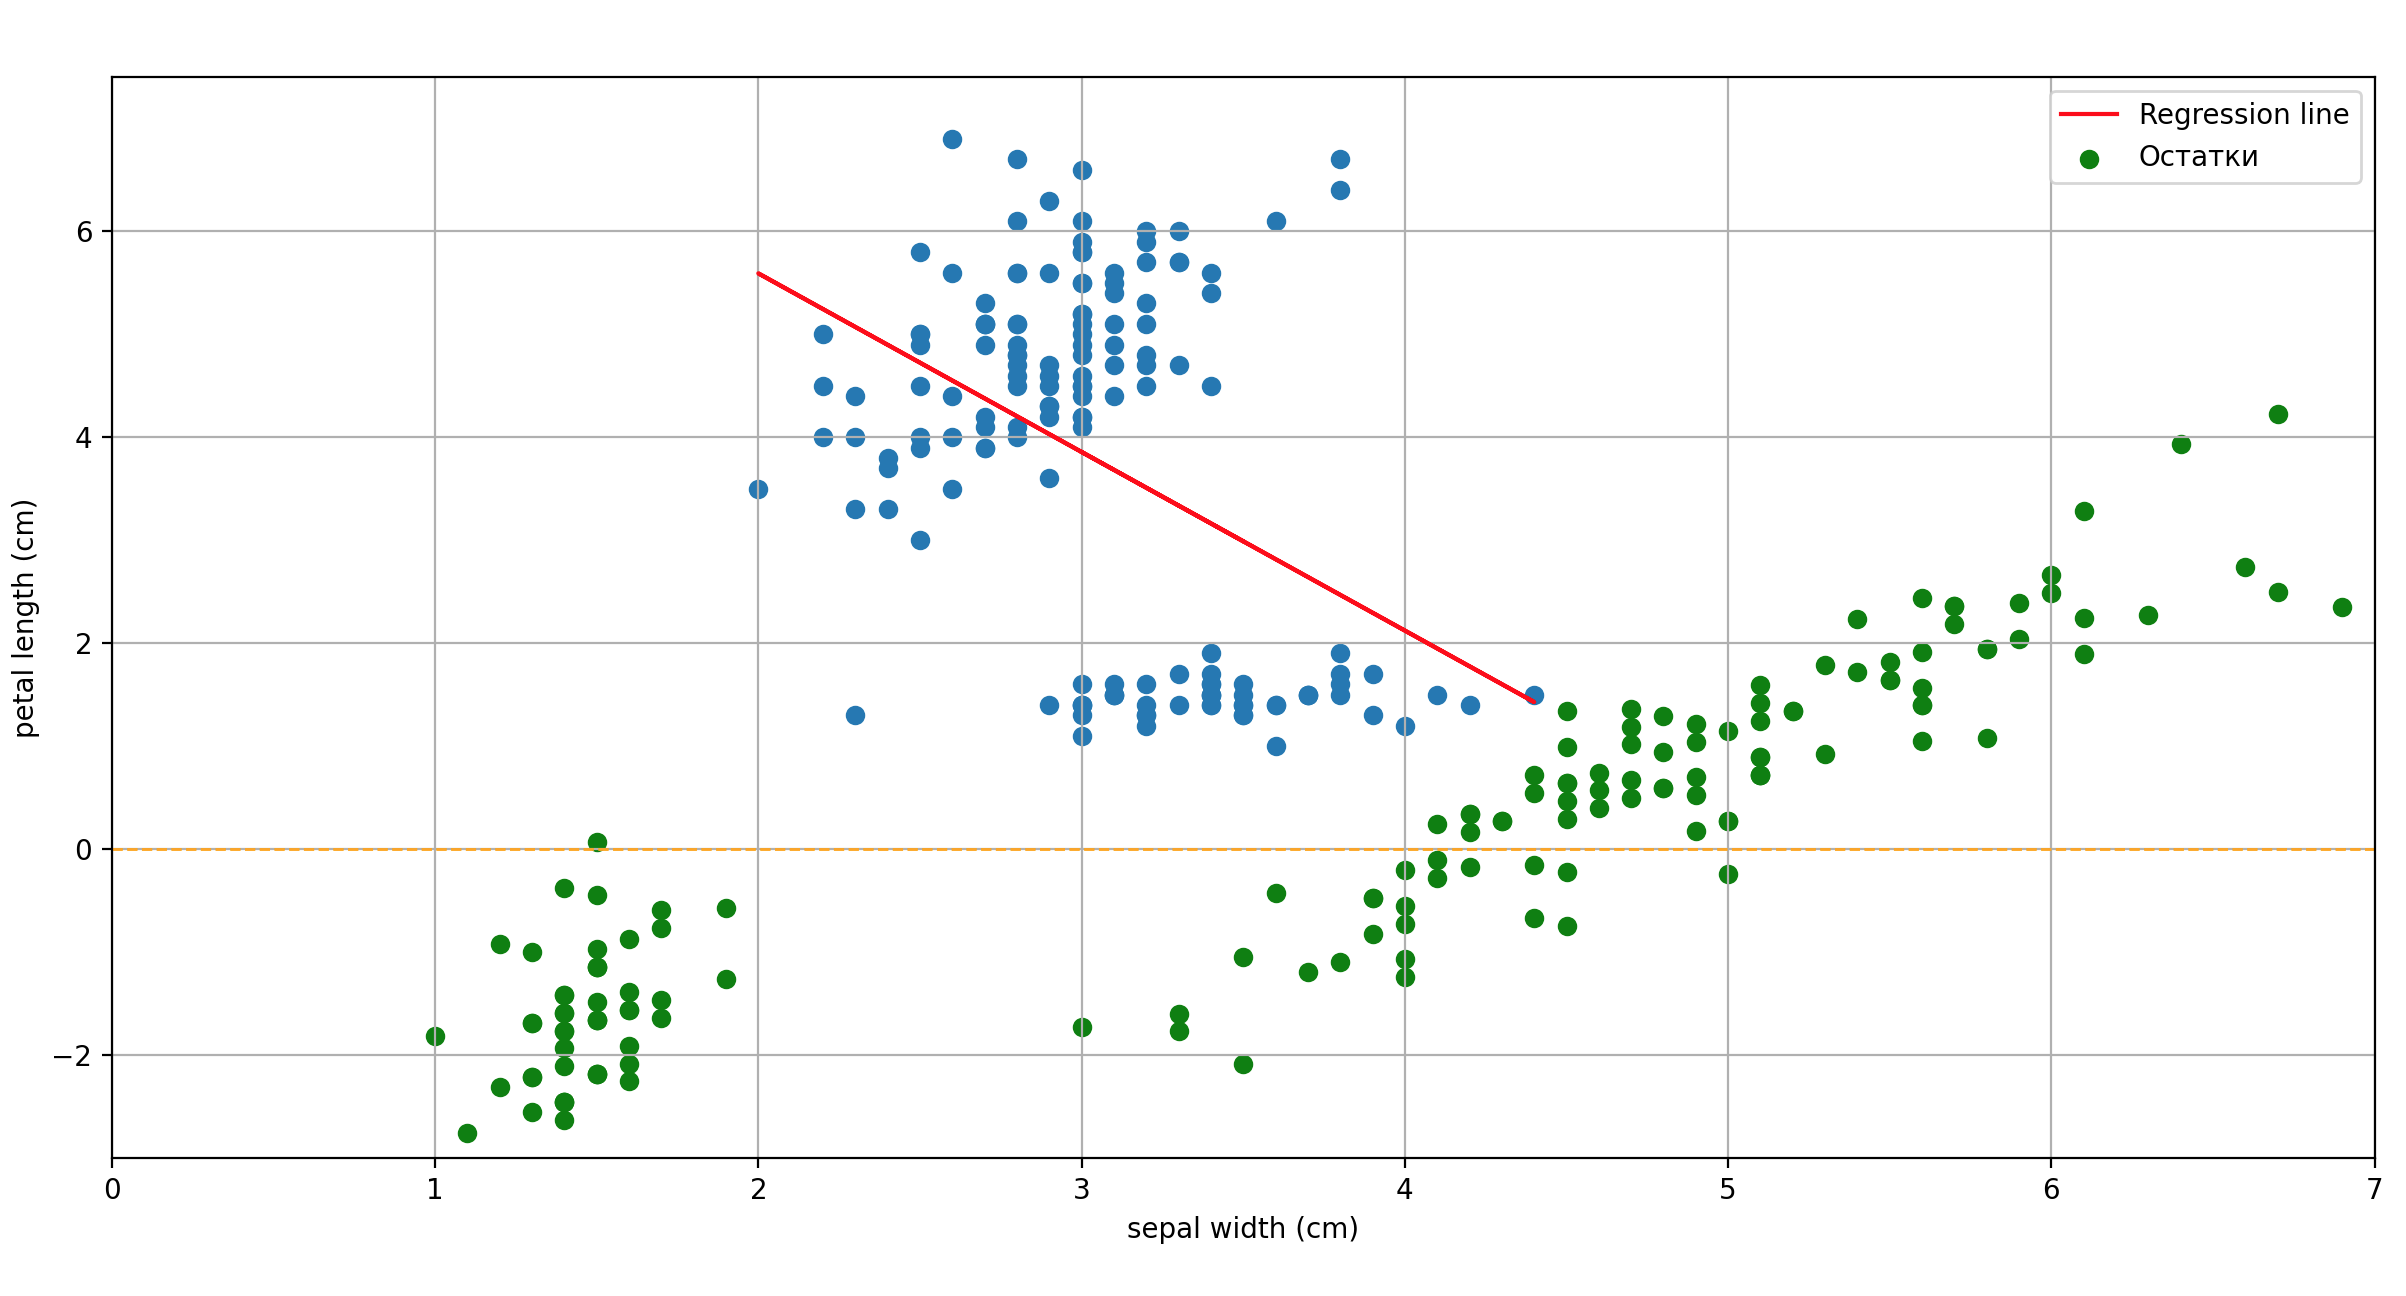 Regression line
Остатки
6
4
2
0
−2
petal length (cm)
0 1 2 3 4 5 6 7
sepal width (cm)